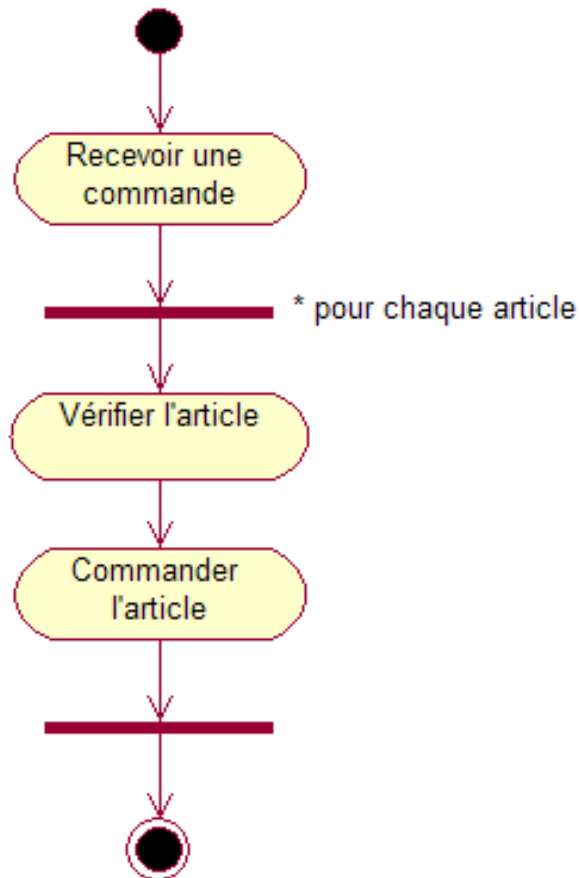 Recevoir une
commande
* pour chaque article
Vérifier l'article
Commander
l'article